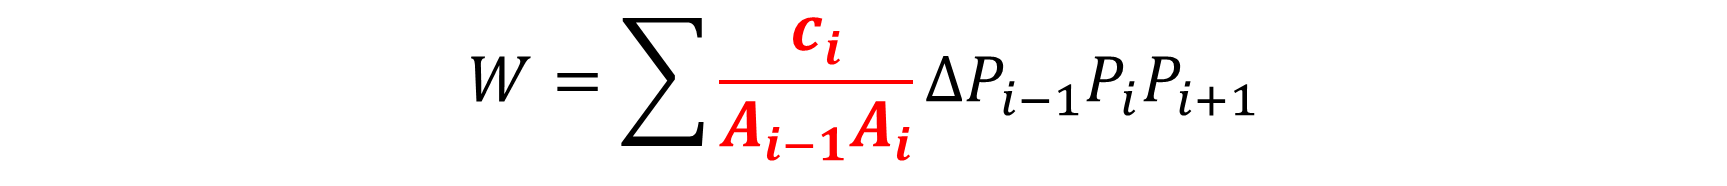 W = ∑ c_i / (A_{i−1} A_i) ΔP_{i−1} P_i P_{i+1}